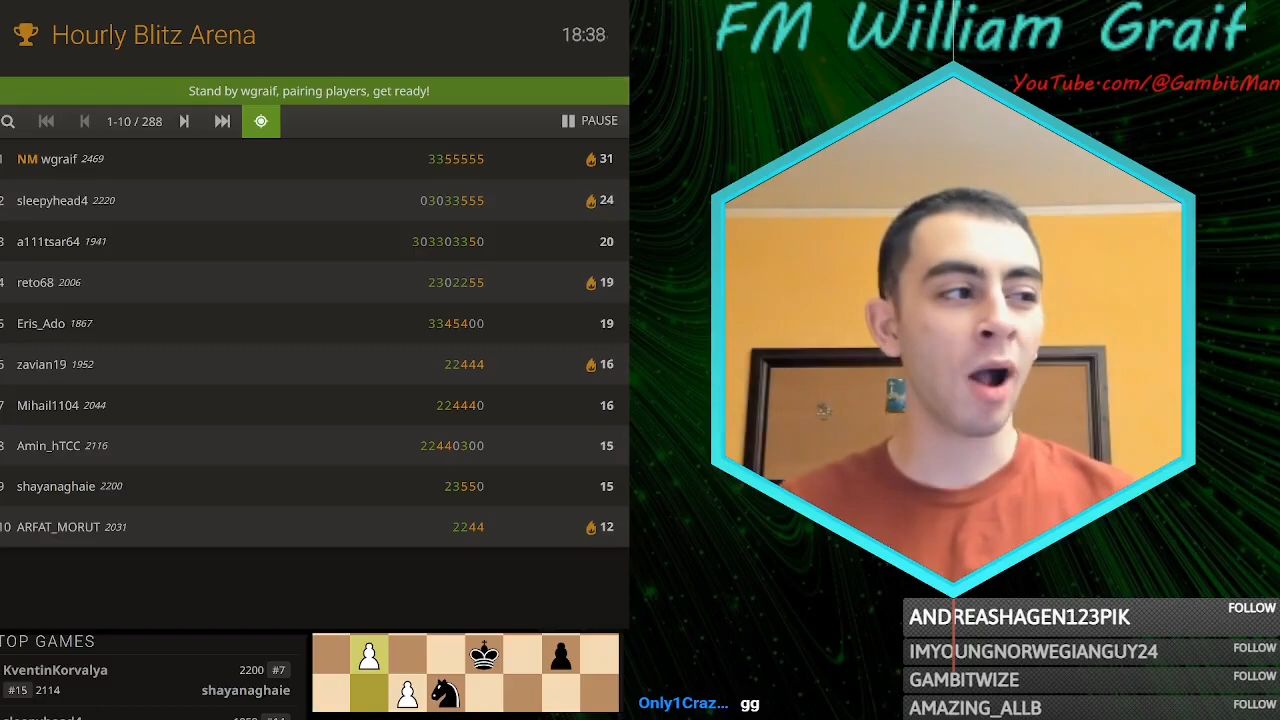 Hourly Blitz Arena
18:38
Stand by wgraif, pairing players, get ready!
1-10 / 288
PAUSE
1 NM wgraif 2469 3355555 31
2 sleepyhead4 2220 03033555 24
3 a111tsar64 1941 303303350 20
4 reto68 2006 2302255 19
5 Eris_Ado 1867 3345400 19
6 zavian19 1952 22444 16
7 Mihail1104 2044 224440 16
8 Amin_hTCC 2116 22440300 15
9 shayanaghaie 2200 23550 15
10 ARFAT_MORUT 2031 2244 12
TOP GAMES
KventinKorvalya 2200 #7
#15 2114 shayanaghaie
FM William Graif
YouTube.com/@GambitMan
ANDREASHAGEN123PIK FOLLOW
IMYOUNGNORWEGIANGUY24 FOLLOW
GAMBITWIZE FOLLOW
AMAZING_ALLB FOLLOW
Only1Craz... gg